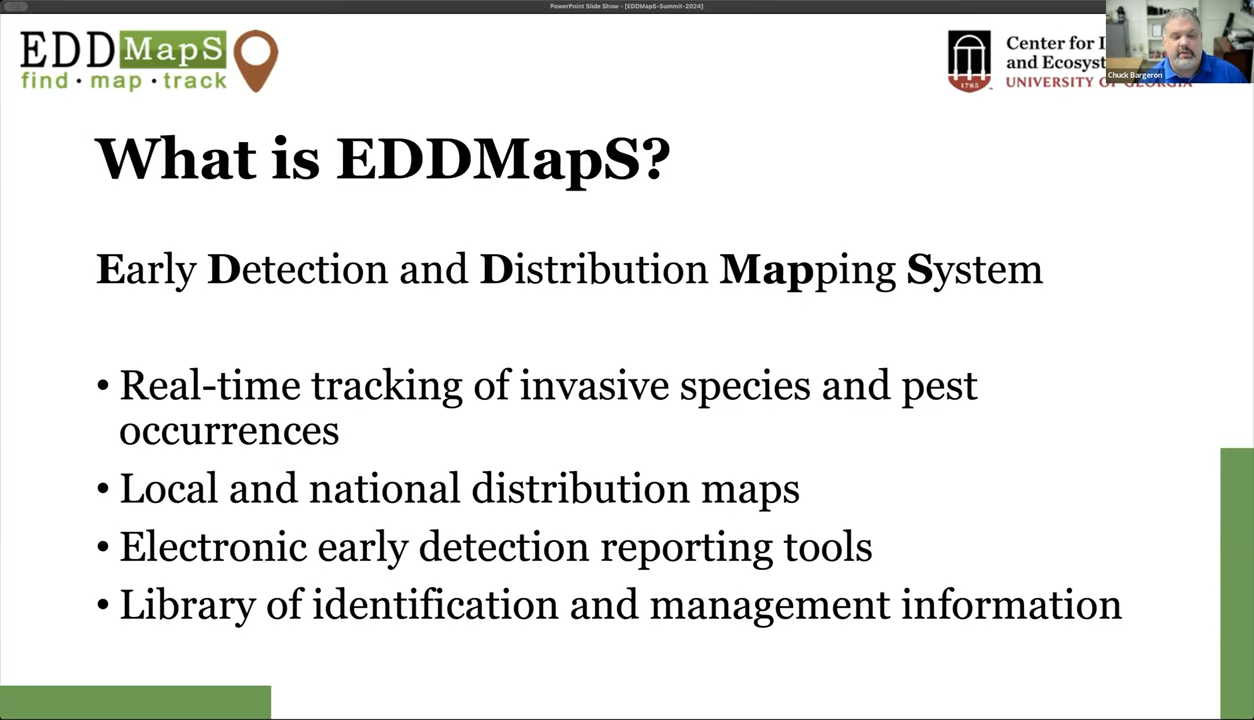 PowerPoint Slide Show - [EDDMapS-Summit-2024]
EDDMapS
find · map · track
1785
Center for I
and Ecosyst
UNIVERSITY OF GEORGIA
Chuck Bargeron
What is EDDMapS?
Early Detection and Distribution Mapping System
• Real-time tracking of invasive species and pest
occurrences
• Local and national distribution maps
• Electronic early detection reporting tools
• Library of identification and management information